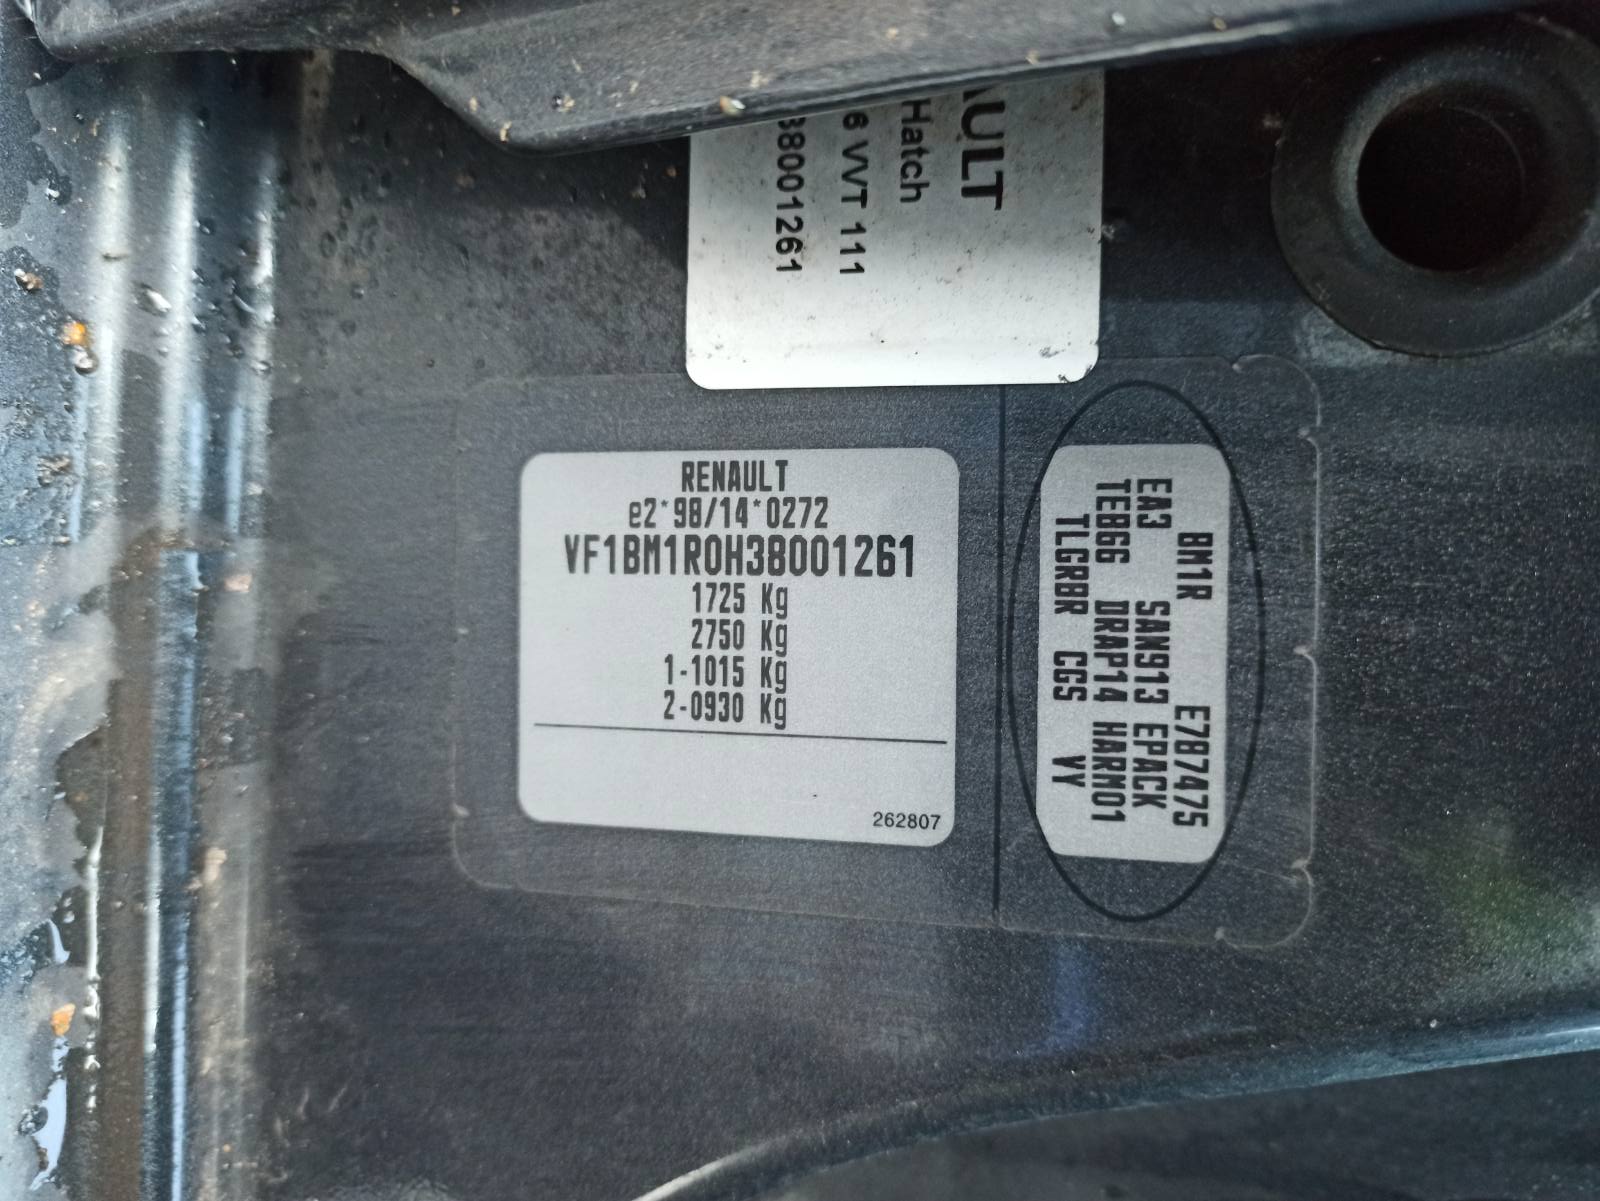 AULT
Hatch
6 VVT 111
38001261
RENAULT
e2*98/14*0272
VF1BM1R0H38001261
1725 Kg
2750 Kg
1-1015 Kg
2-0930 Kg
262807
BM1R E787475
EA3 SAN913 EPACK
TEB66 DRAP14 HARM01
TLGRBR CGS VY